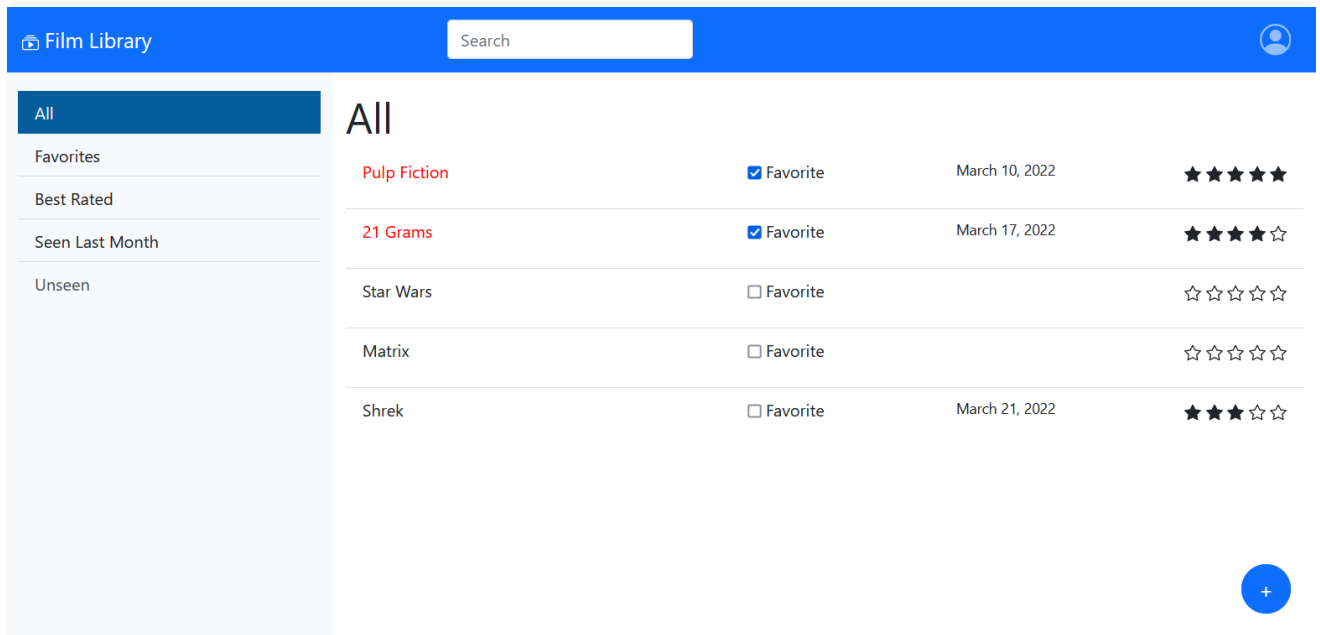 Film Library Search
All
Favorites
Best Rated
Seen Last Month
Unseen
All
Pulp Fiction Favorite March 10, 2022
21 Grams Favorite March 17, 2022
Star Wars Favorite
Matrix Favorite
Shrek Favorite March 21, 2022
+